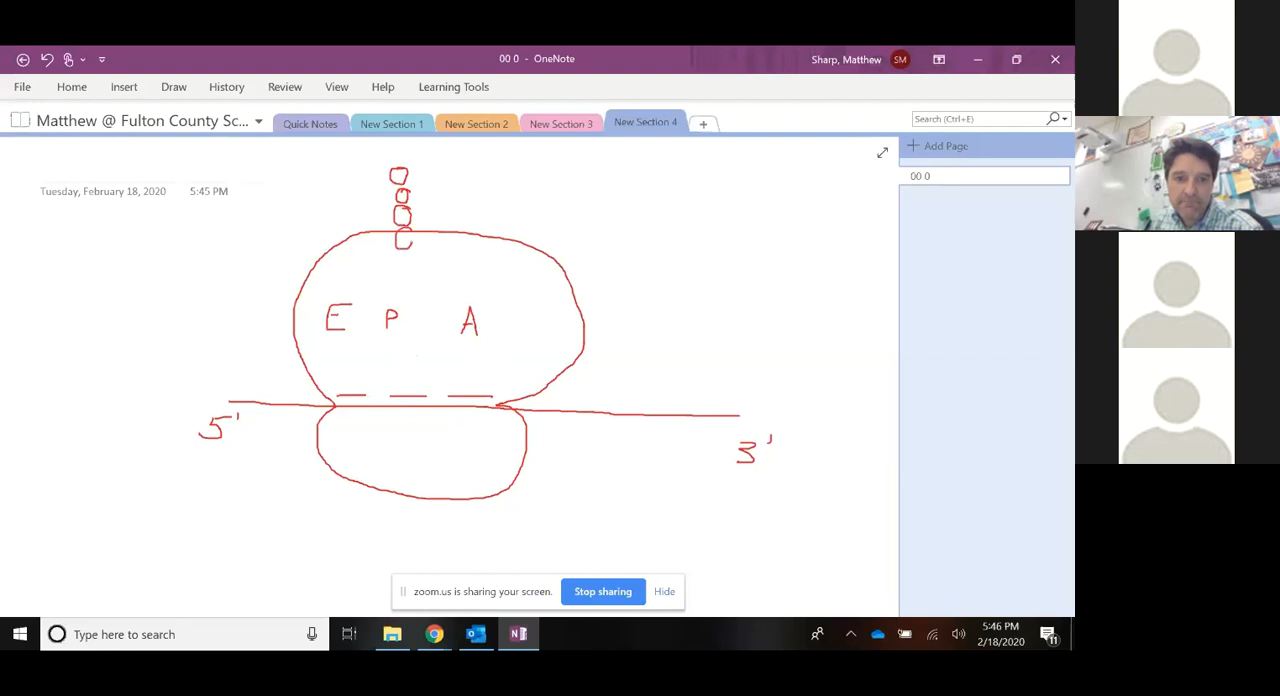 00 0 - OneNote
Sharp, Matthew SM
File Home Insert Draw History Review View Help Learning Tools
Matthew @ Fulton County Sc...
Quick Notes New Section 1 New Section 2 New Section 3 New Section 4
Search (Ctrl+E)
Add Page
00 0
Tuesday, February 18, 2020 5:45 PM
E P A
5'
3'
zoom.us is sharing your screen. Stop sharing Hide
Type here to search
5:46 PM
2/18/2020
11